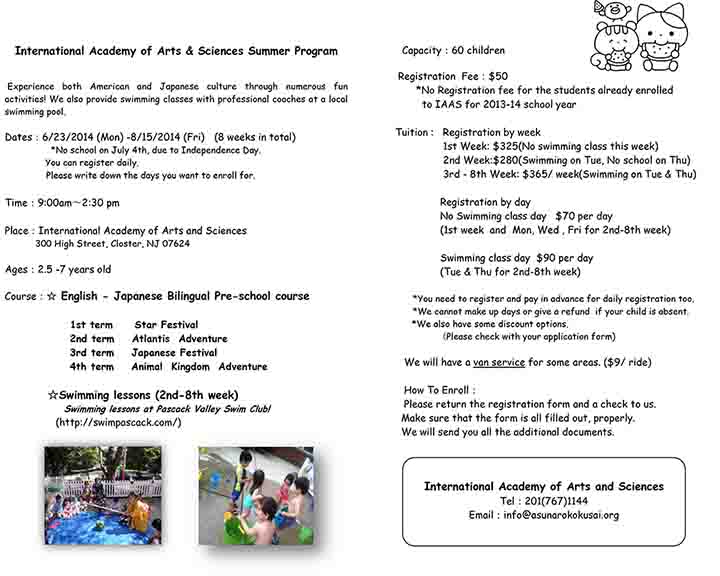 International Academy of Arts & Sciences Summer Program
Experience both American and Japanese culture through numerous fun
activities! We also provide swimming classes with professional coaches at a local
swimming pool.
Dates : 6/23/2014 (Mon) -8/15/2014 (Fri) (8 weeks in total)
*No school on July 4th, due to Independence Day.
You can register daily.
Please write down the days you want to enroll for.
Time : 9:00am～2:30 pm
Place : International Academy of Arts and Sciences
300 High Street, Closter, NJ 07624
Ages : 2.5 -7 years old
Course : ☆ English - Japanese Bilingual Pre-school course
1st term Star Festival
2nd term Atlantis Adventure
3rd term Japanese Festival
4th term Animal Kingdom Adventure
☆Swimming lessons (2nd-8th week)
Swimming lessons at Pascack Valley Swim Club!
(http://swimpascack.com/)
Capacity : 60 children
Registration Fee : $50
*No Registration fee for the students already enrolled
to IAAS for 2013-14 school year
Tuition : Registration by week
1st Week: $325(No swimming class this week)
2nd Week:$280(Swimming on Tue, No school on Thu)
3rd - 8th Week: $365/ week(Swimming on Tue & Thu)
Registration by day
No Swimming class day $70 per day
(1st week and Mon, Wed , Fri for 2nd-8th week)
Swimming class day $90 per day
(Tue & Thu for 2nd-8th week)
*You need to register and pay in advance for daily registration too.
*We cannot make up days or give a refund if your child is absent.
*We also have some discount options.
(Please check with your application form)
We will have a van service for some areas. ($9/ ride)
How To Enroll :
Please return the registration form and a check to us.
Make sure that the form is all filled out, properly.
We will send you all the additional documents.
International Academy of Arts and Sciences
Tel : 201(767)1144
Email : info@asunarokokusai.org